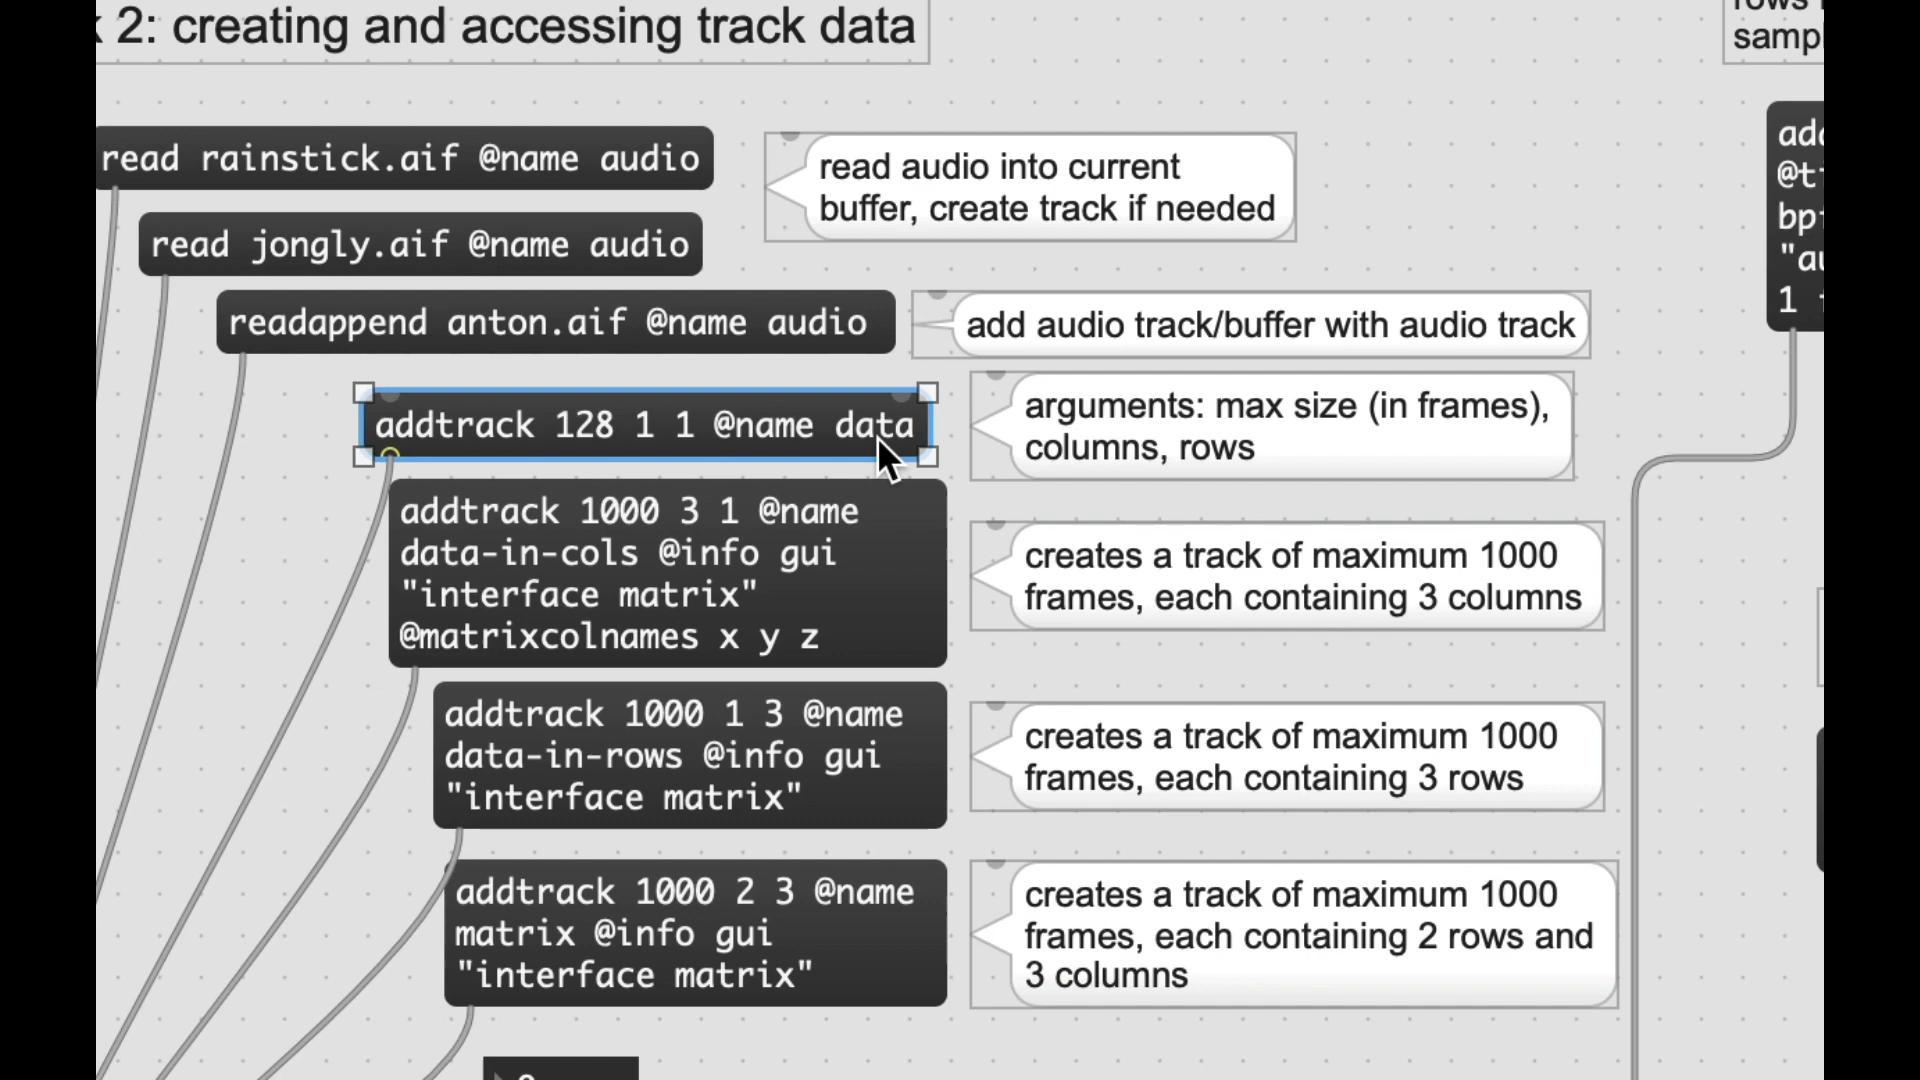 2: creating and accessing track data
rows
samp
read rainstick.aif @name audio
read audio into current
buffer, create track if needed
read jongly.aif @name audio
readappend anton.aif @name audio
add audio track/buffer with audio track
addtrack 128 1 1 @name data
arguments: max size (in frames),
columns, rows
addtrack 1000 3 1 @name
data-in-cols @info gui
"interface matrix"
@matrixcolnames x y z
creates a track of maximum 1000
frames, each containing 3 columns
addtrack 1000 1 3 @name
data-in-rows @info gui
"interface matrix"
creates a track of maximum 1000
frames, each containing 3 rows
addtrack 1000 2 3 @name
matrix @info gui
"interface matrix"
creates a track of maximum 1000
frames, each containing 2 rows and
3 columns